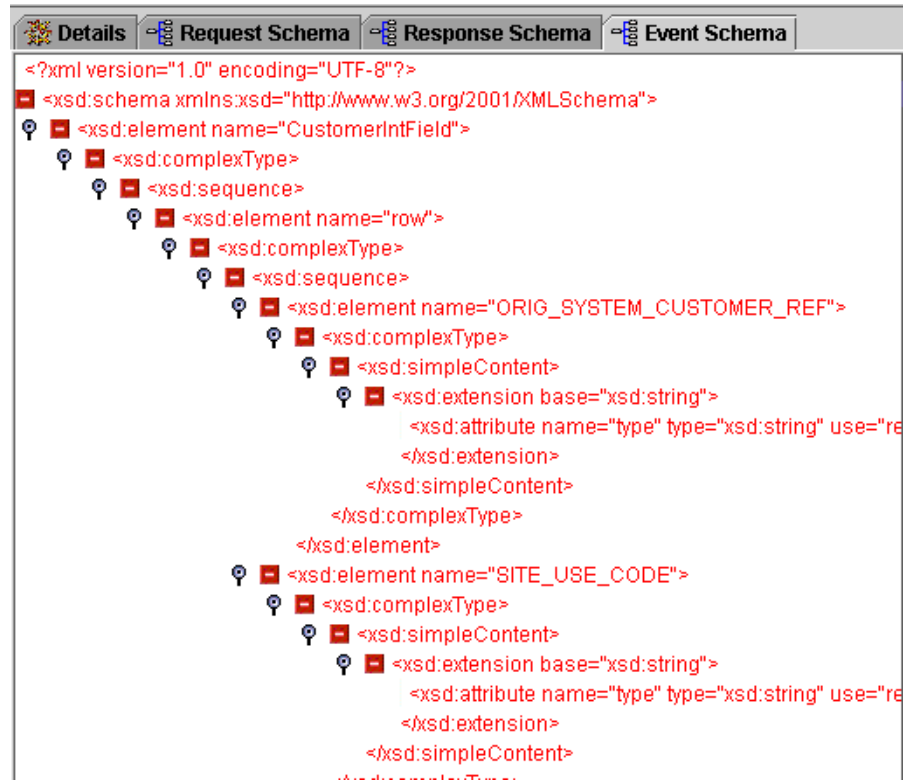 Details Request Schema Response Schema Event Schema
<?xml version="1.0" encoding="UTF-8"?>
<xsd:schema xmlns:xsd="http://www.w3.org/2001/XMLSchema">
<xsd:element name="CustomerIntField">
<xsd:complexType>
<xsd:sequence>
<xsd:element name="row">
<xsd:complexType>
<xsd:sequence>
<xsd:element name="ORIG_SYSTEM_CUSTOMER_REF">
<xsd:complexType>
<xsd:simpleContent>
<xsd:extension base="xsd:string">
<xsd:attribute name="type" type="xsd:string" use="re
</xsd:extension>
</xsd:simpleContent>
</xsd:complexType>
</xsd:element>
<xsd:element name="SITE_USE_CODE">
<xsd:complexType>
<xsd:simpleContent>
<xsd:extension base="xsd:string">
<xsd:attribute name="type" type="xsd:string" use="re
</xsd:extension>
</xsd:simpleContent>